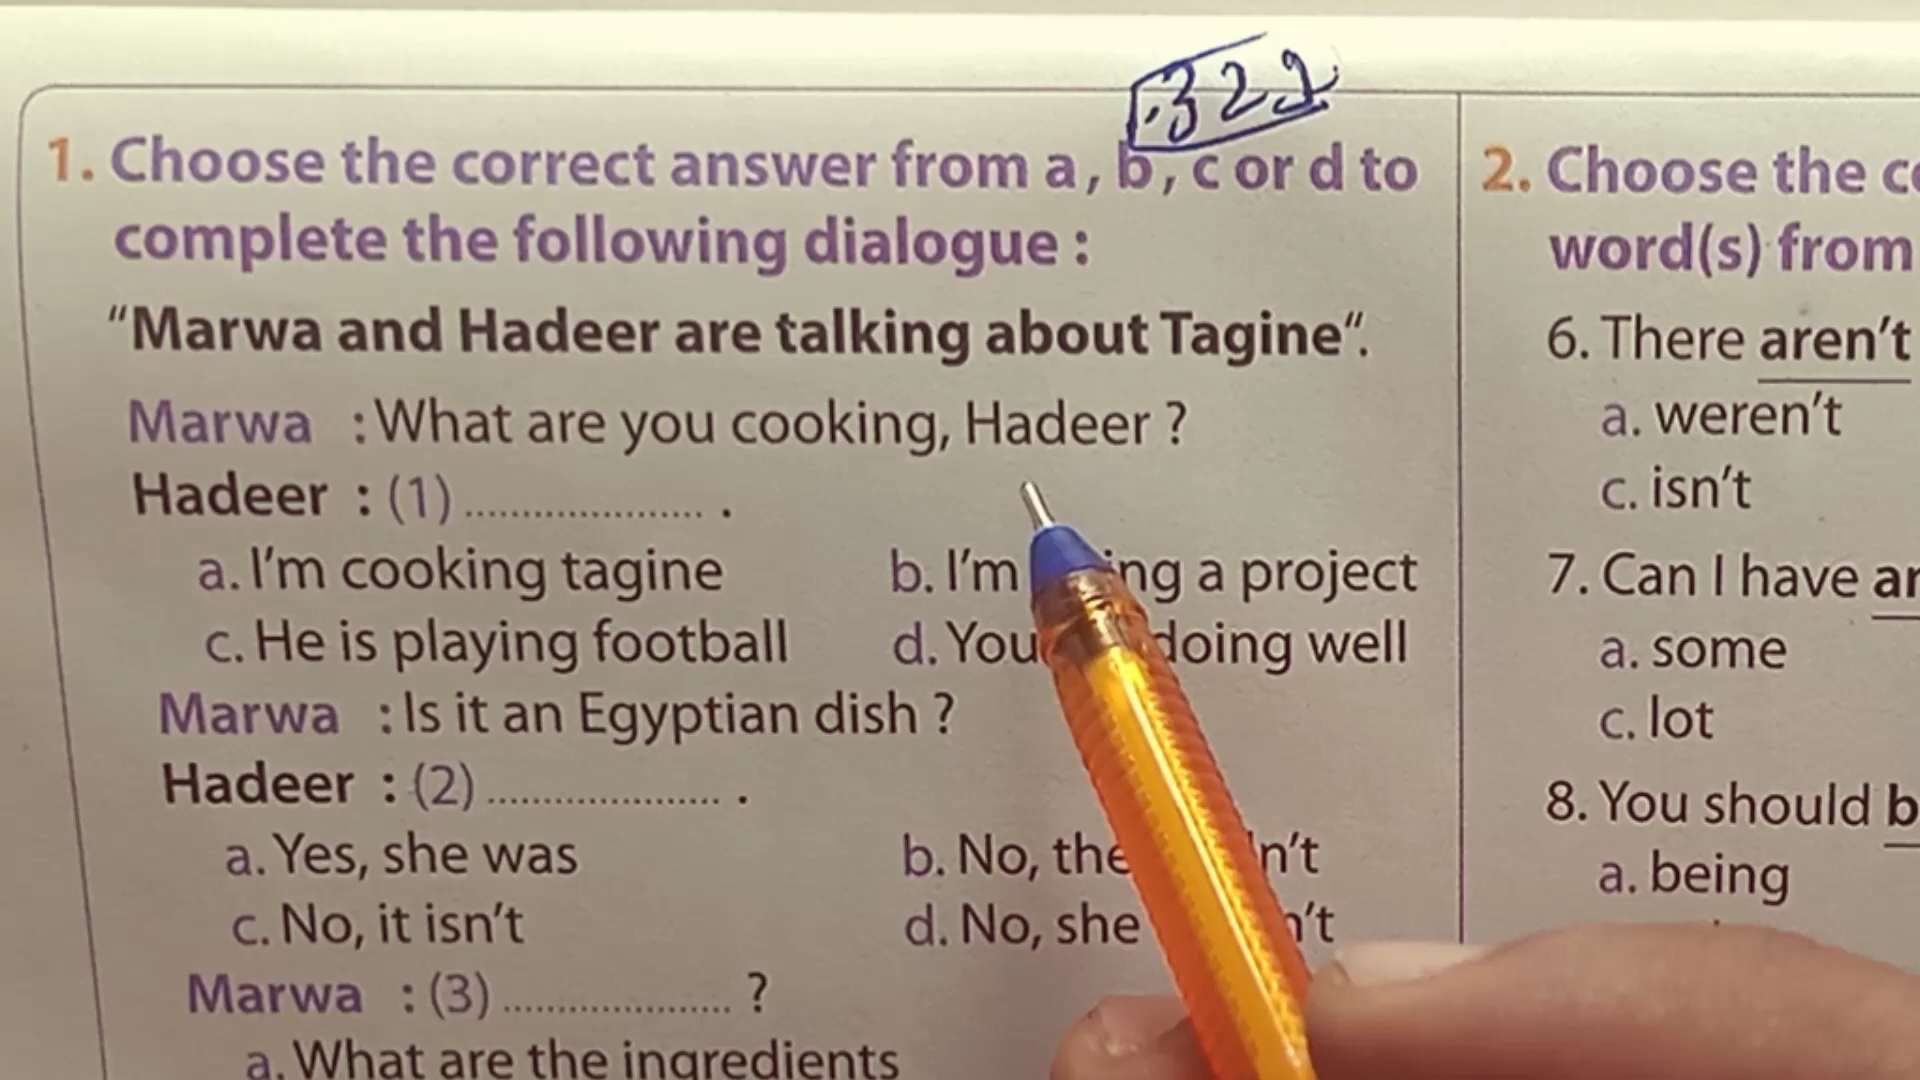 322
1. Choose the correct answer from a, b, c or d to
complete the following dialogue :
"Marwa and Hadeer are talking about Tagine".
Marwa : What are you cooking, Hadeer ?
Hadeer : (1) ..................... .
a. I'm cooking tagine
b. I'm a project
c. He is playing football
d. You doing well
Marwa : Is it an Egyptian dish ?
Hadeer : (2) ..................... .
a. Yes, she was
b. No,
c. No, it isn't
d. No, she
Marwa : (3) ..................... ?
a. What are the ingredients
2. Choose the
word(s) from
6. There aren't
a. weren't
c. isn't
7. Can I have
a. some
c. lot
8. You should
a. being